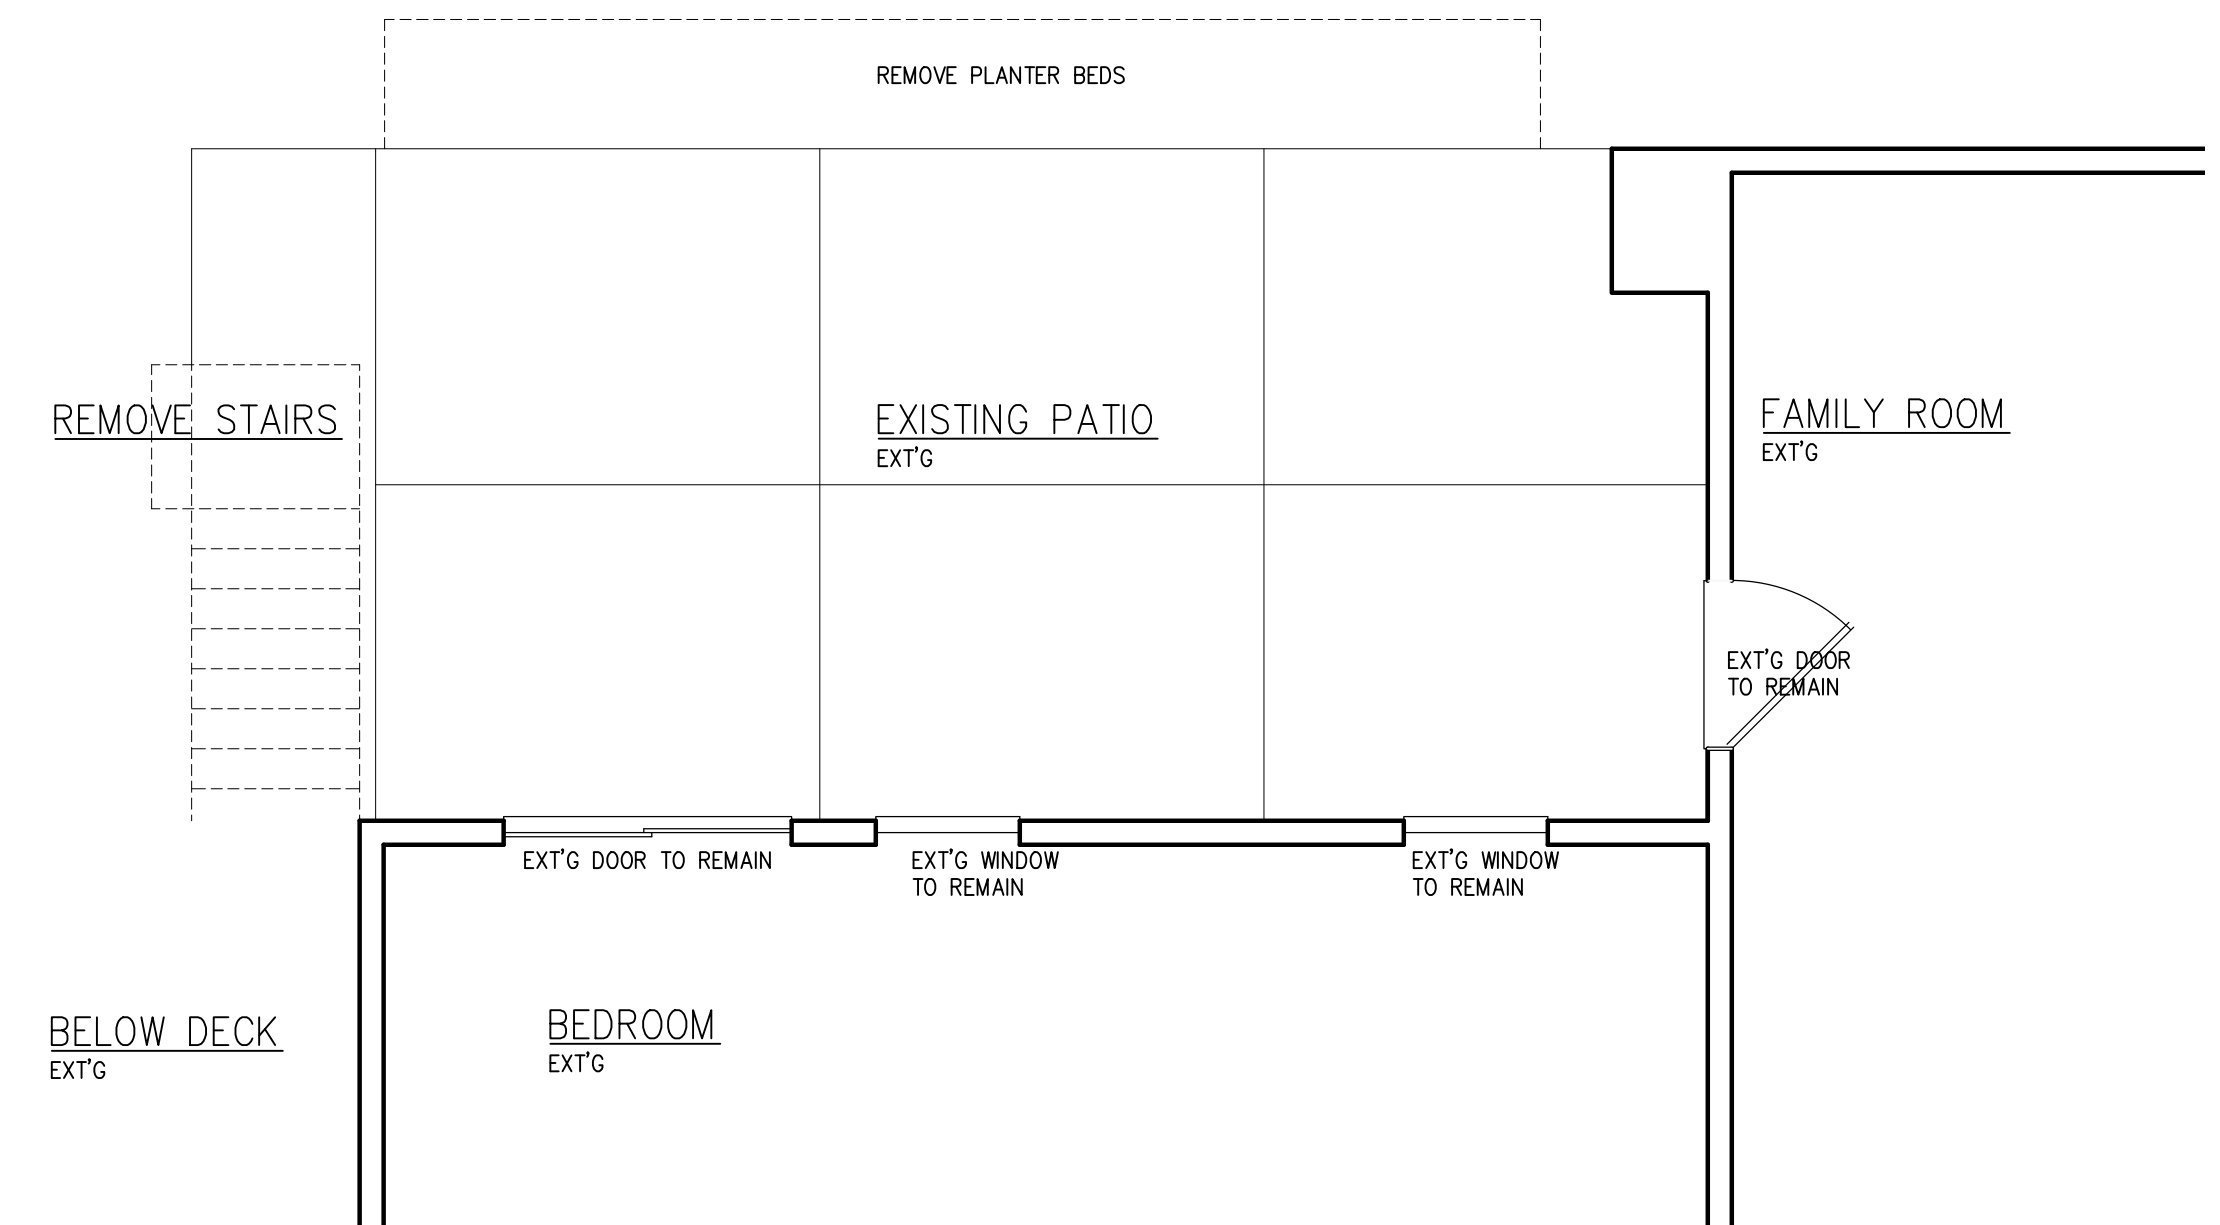 REMOVE PLANTER BEDS
REMOVE STAIRS
EXISTING PATIO
EXT'G
FAMILY ROOM
EXT'G
EXT'G DOOR
TO REMAIN
EXT'G DOOR TO REMAIN
EXT'G WINDOW
TO REMAIN
EXT'G WINDOW
TO REMAIN
BELOW DECK
EXT'G
BEDROOM
EXT'G